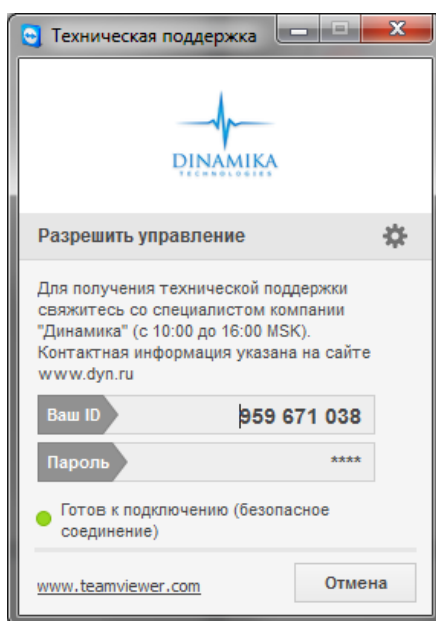 Техническая поддержка
DINAMIKA
TECHNOLOGIES
Разрешить управление
Для получения технической поддержки
свяжитесь со специалистом компании
"Динамика" (с 10:00 до 16:00 MSK).
Контактная информация указана на сайте
www.dyn.ru
Ваш ID 959 671 038
Пароль ****
Готов к подключению (безопасное
соединение)
www.teamviewer.com Отмена